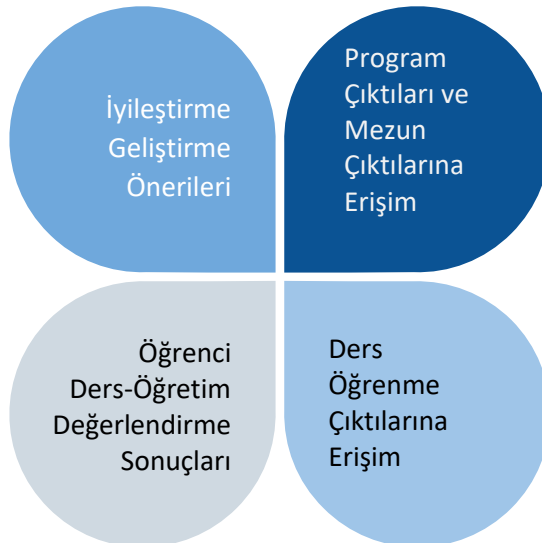 İyileştirme
Geliştirme
Önerileri
Program
Çıktıları ve
Mezun
Çıktılarına
Erişim
Öğrenci
Ders-Öğretim
Değerlendirme
Sonuçları
Ders
Öğrenme
Çıktılarına
Erişim